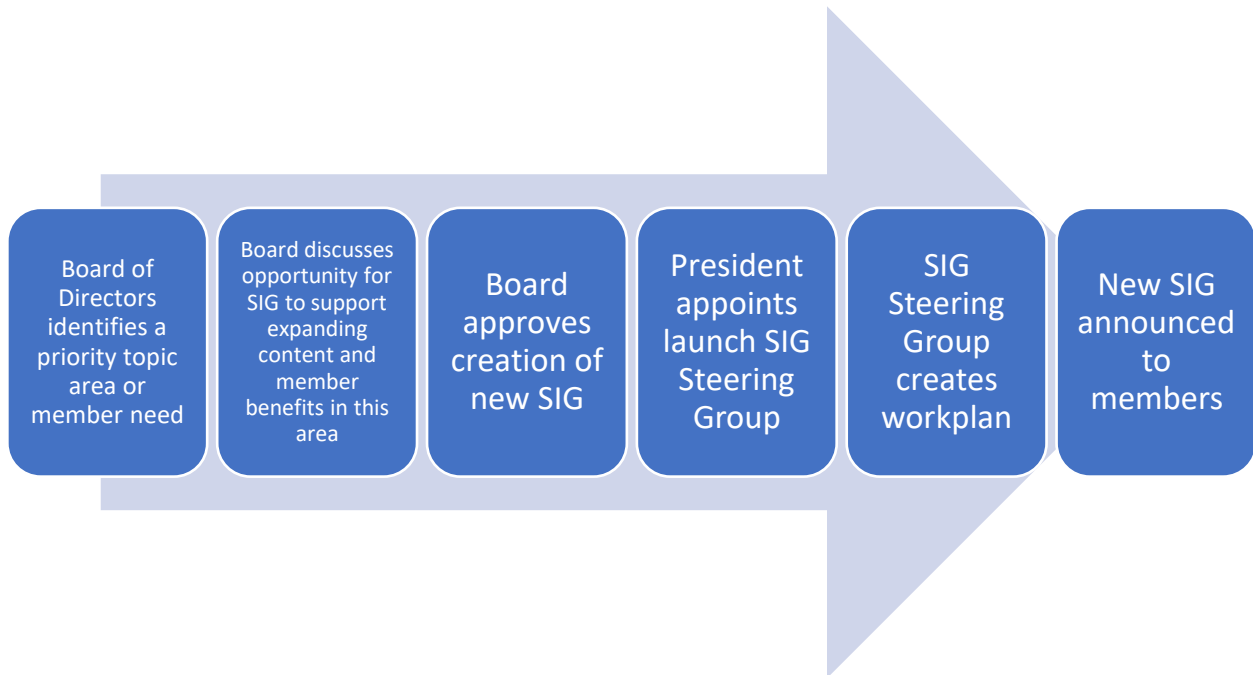 Board of
Directors
identifies a
priority topic
area or
member need
Board discusses
opportunity for
SIG to support
expanding
content and
member
benefits in this
area
Board
approves
creation of
new SIG
President
appoints
launch SIG
Steering
Group
SIG
Steering
Group
creates
workplan
New SIG
announced
to
members